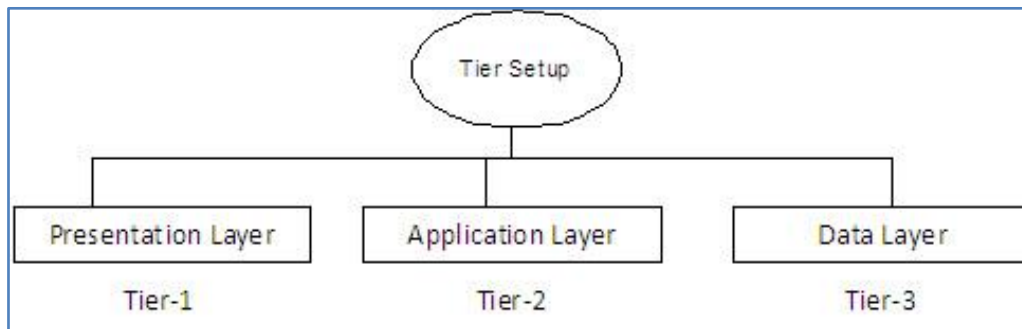 Tier Setup
Presentation Layer
Application Layer
Data Layer
Tier-1
Tier-2
Tier-3